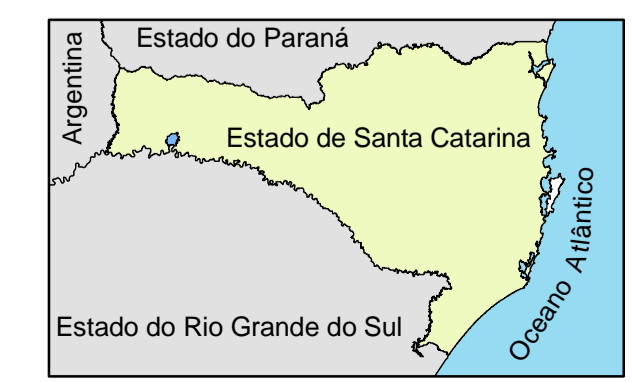 Estado do Paraná
Argentina
Estado de Santa Catarina
Oceano Atlântico
Estado do Rio Grande do Sul